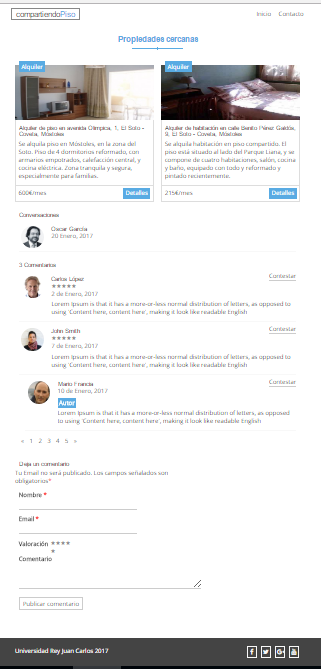 compartiendoPiso
Inicio Contacto
Propiedades cercanas
Alquiler
Alquiler de piso en avenida Olímpica, 1, El Soto -
Coveta, Móstoles
Se alquila piso en Móstoles, en la zona del
Soto. Piso de 4 dormitorios reformado, con
armarios empotrados, calefacción central, y
cocina eléctrica. Zona tranquila y segura,
especialmente para familias.
600€/mes
Detalles
Alquiler
Alquiler de habitación en calle Benito Pérez Galdós,
9, El Soto - Coveta, Móstoles
Se alquila habitación en piso compartido. El
piso está situado al lado del Parque Liana, y se
compone de cuatro habitaciones, salón, cocina
y baño, equipado con todo y reformado y
pintado recientemente.
215€/mes
Detalles
Conversaciones
Oscar García
20 Enero, 2017
3 Comentarios
Carlos López
Contestar
★★★★★
2 de Enero, 2017
Lorem Ipsum is that it has a more-or-less normal distribution of letters, as opposed to
using 'Content here, content here', making it look like readable English
John Smith
Contestar
★★★★★
7 de Enero, 2017
Lorem Ipsum is that it has a more-or-less normal distribution of letters, as opposed to
using 'Content here, content here', making it look like readable English
Mario Francia
Contestar
10 de Enero, 2017
Autor
Lorem Ipsum is that it has a more-or-less normal distribution of letters, as opposed
to using 'Content here, content here', making it look like readable English
« 1 2 3 4 5 »
Deja un comentario
Tu Email no será publicado. Los campos señalados son
obligatorios*
Nombre *
Email *
Valoración ★★★★
★
Comentario
Publicar comentario
Universidad Rey Juan Carlos 2017